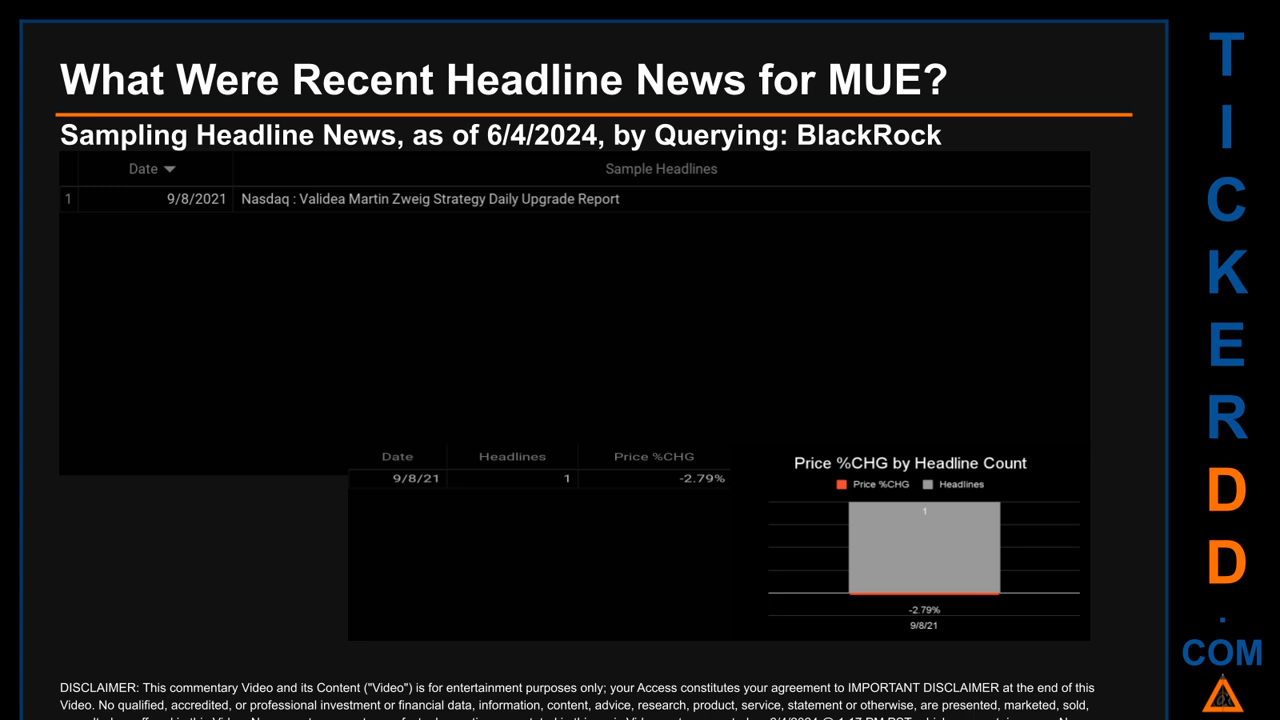 What Were Recent Headline News for MUE?
Sampling Headline News, as of 6/4/2024, by Querying: BlackRock
Date Sample Headlines
1 9/8/2021 Nasdaq : Validea Martin Zweig Strategy Daily Upgrade Report
Date Headlines Price %CHG
9/8/21 1 -2.79%
Price %CHG by Headline Count
Price %CHG Headlines
1
-2.79%
9/8/21
DISCLAIMER: This commentary Video and its Content ("Video") is for entertainment purposes only; your Access constitutes your agreement to IMPORTANT DISCLAIMER at the end of this
Video. No qualified, accredited, or professional investment or financial data, information, content, advice, research, product, service, statement or otherwise, are presented, marketed, sold,
T
I
C
K
E
R
D
D
.
COM